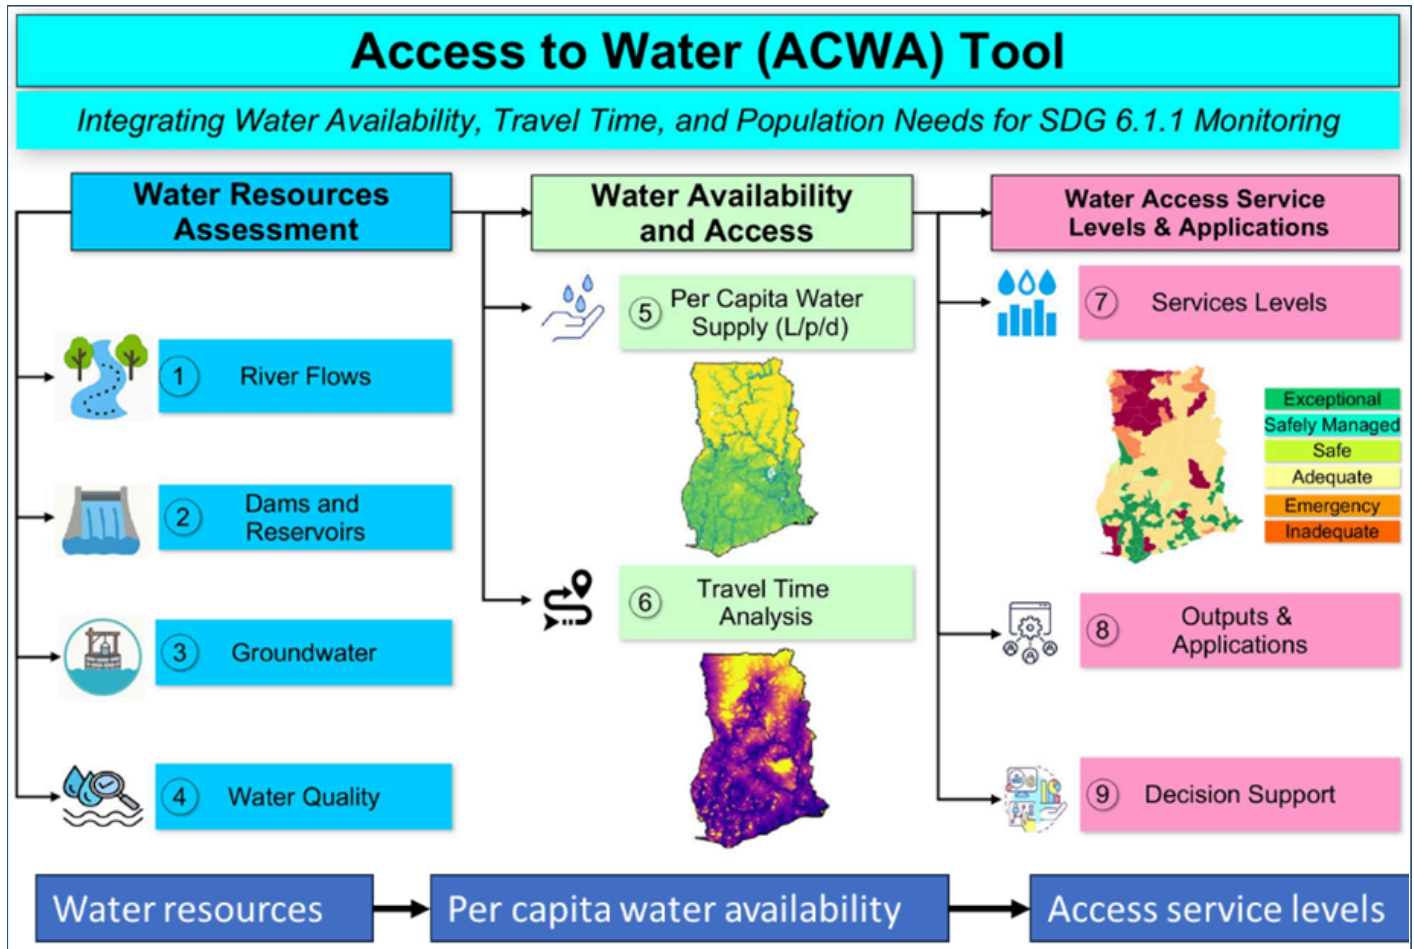 Access to Water (ACWA) Tool
Integrating Water Availability, Travel Time, and Population Needs for SDG 6.1.1 Monitoring
Water Resources
Assessment
1 River Flows
2 Dams and
Reservoirs
3 Groundwater
4 Water Quality
Water Availability
and Access
5 Per Capita Water
Supply (L/p/d)
6 Travel Time
Analysis
Water Access Service
Levels & Applications
7 Services Levels
Exceptional
Safely Managed
Safe
Adequate
Emergency
Inadequate
8 Outputs &
Applications
9 Decision Support
Water resources
Per capita water availability
Access service levels